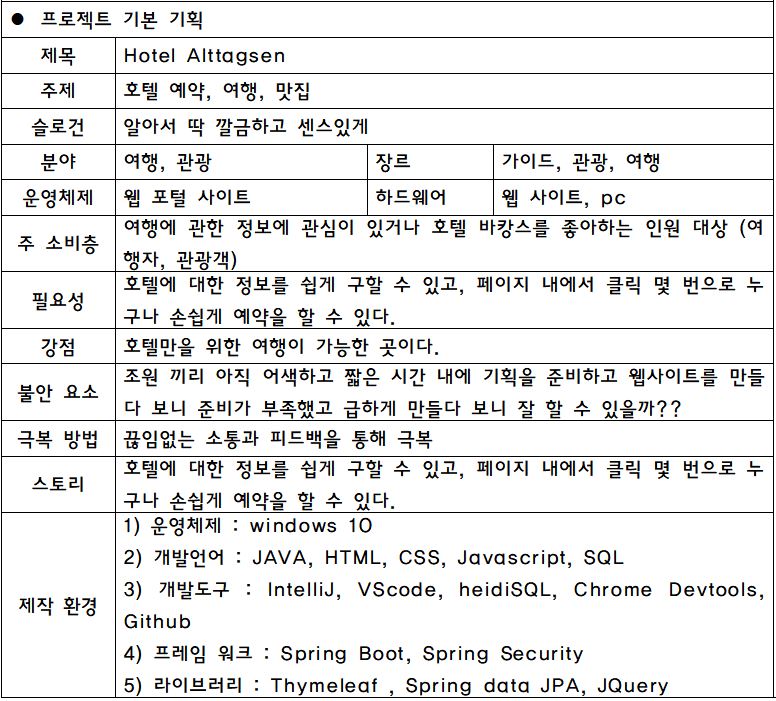 ● 프로젝트 기본 기획
제목 Hotel Alttagsen
주제 호텔 예약, 여행, 맛집
슬로건 알아서 딱 깔금하고 센스있게
분야 여행, 관광 장르 가이드, 관광, 여행
운영체제 웹 포털 사이트 하드웨어 웹 사이트, pc
주 소비층 여행에 관한 정보에 관심이 있거나 호텔 바캉스를 좋아하는 인원 대상 (여
행자, 관광객)
필요성 호텔에 대한 정보를 쉽게 구할 수 있고, 페이지 내에서 클릭 몇 번으로 누
구나 손쉽게 예약을 할 수 있다.
강점 호텔만을 위한 여행이 가능한 곳이다.
불안 요소 조원 끼리 아직 어색하고 짧은 시간 내에 기획을 준비하고 웹사이트를 만들
다 보니 준비가 부족했고 급하게 만들다 보니 잘 할 수 있을까??
극복 방법 끊임없는 소통과 피드백을 통해 극복
스토리 호텔에 대한 정보를 쉽게 구할 수 있고, 페이지 내에서 클릭 몇 번으로 누
구나 손쉽게 예약을 할 수 있다.
제작 환경 1) 운영체제 : windows 10
2) 개발언어 : JAVA, HTML, CSS, Javascript, SQL
3) 개발도구 : IntelliJ, VScode, heidiSQL, Chrome Devtools,
Github
4) 프레임 워크 : Spring Boot, Spring Security
5) 라이브러리 : Thymeleaf , Spring data JPA, JQuery